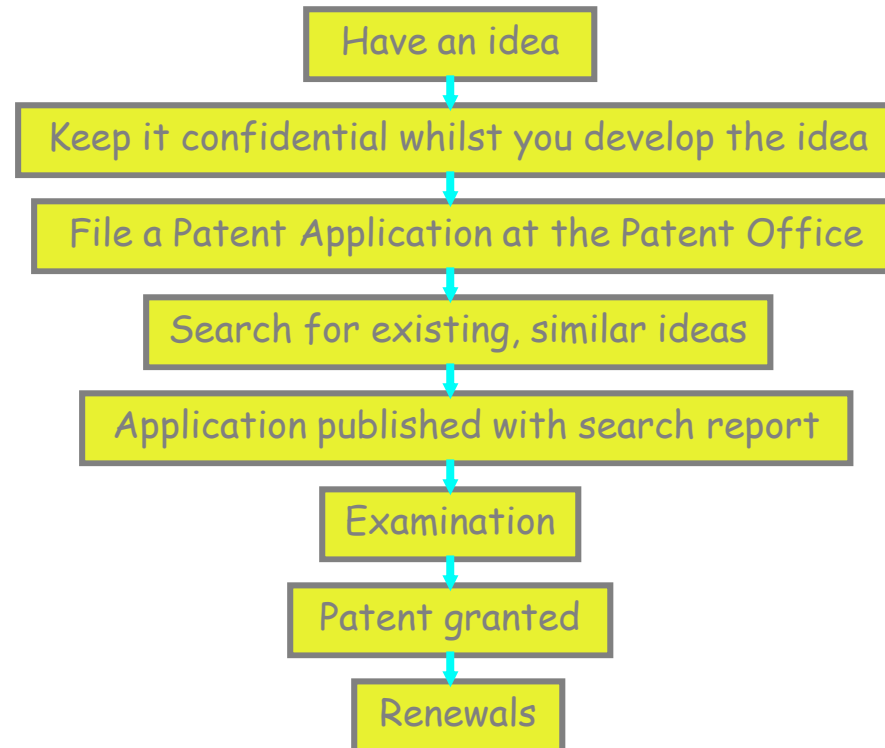 Have an idea
Keep it confidential whilst you develop the idea
File a Patent Application at the Patent Office
Search for existing, similar ideas
Application published with search report
Examination
Patent granted
Renewals